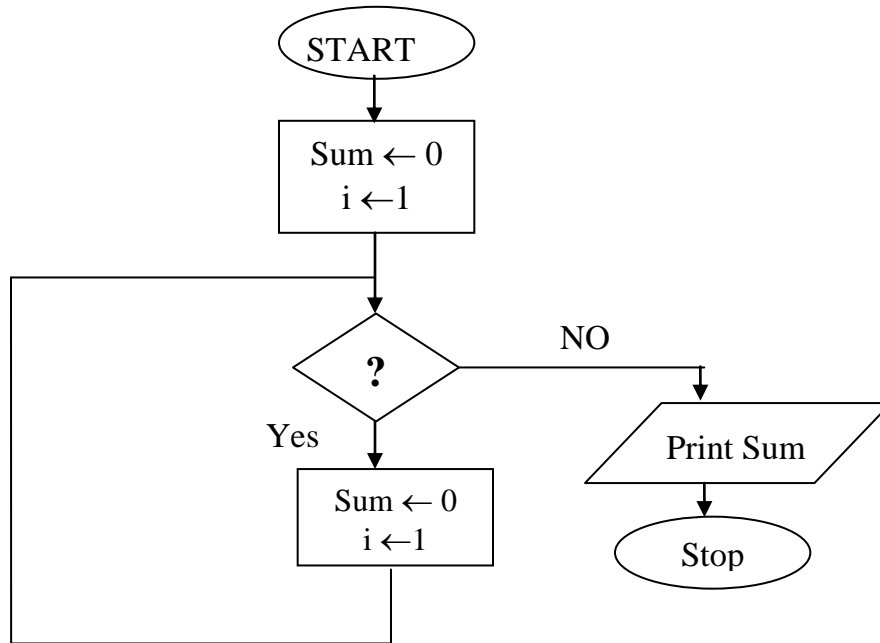 START
Sum ← 0
i ←1
?
NO
Yes
Print Sum
Sum ← 0
i ←1
Stop